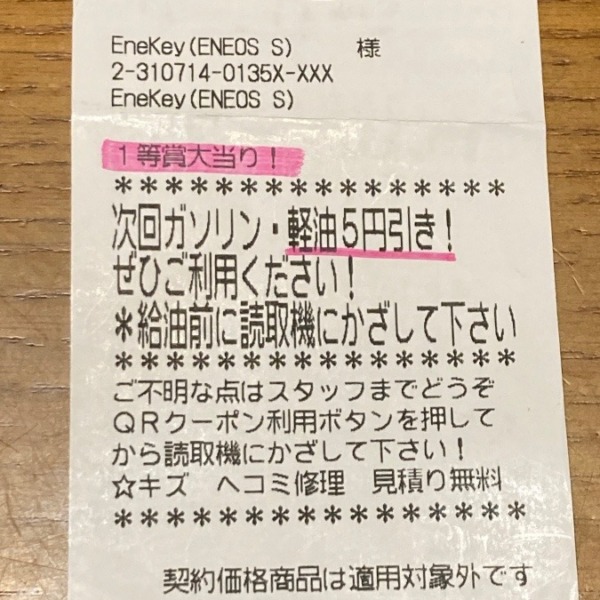 EneKey(ENEOS S) 様
2-310714-0135X-XXX
EneKey(ENEOS S)
１等賞大当り！
＊＊＊＊＊＊＊＊＊＊＊＊＊＊＊＊
次回ガソリン・軽油５円引き！
ぜひご利用ください！
＊給油前に読取機にかざして下さい
＊＊＊＊＊＊＊＊＊＊＊＊＊＊＊＊
ご不明な点はスタッフまでどうぞ
ＱＲクーポン利用ボタンを押して
から読取機にかざして下さい！
☆キズ　ヘコミ修理　見積り無料
＊＊＊＊＊＊＊＊＊＊＊＊＊＊＊＊
契約価格商品は適用対象外です